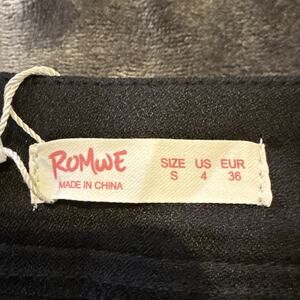 ROMWE
MADE IN CHINA
SIZE US EUR
S 4 36